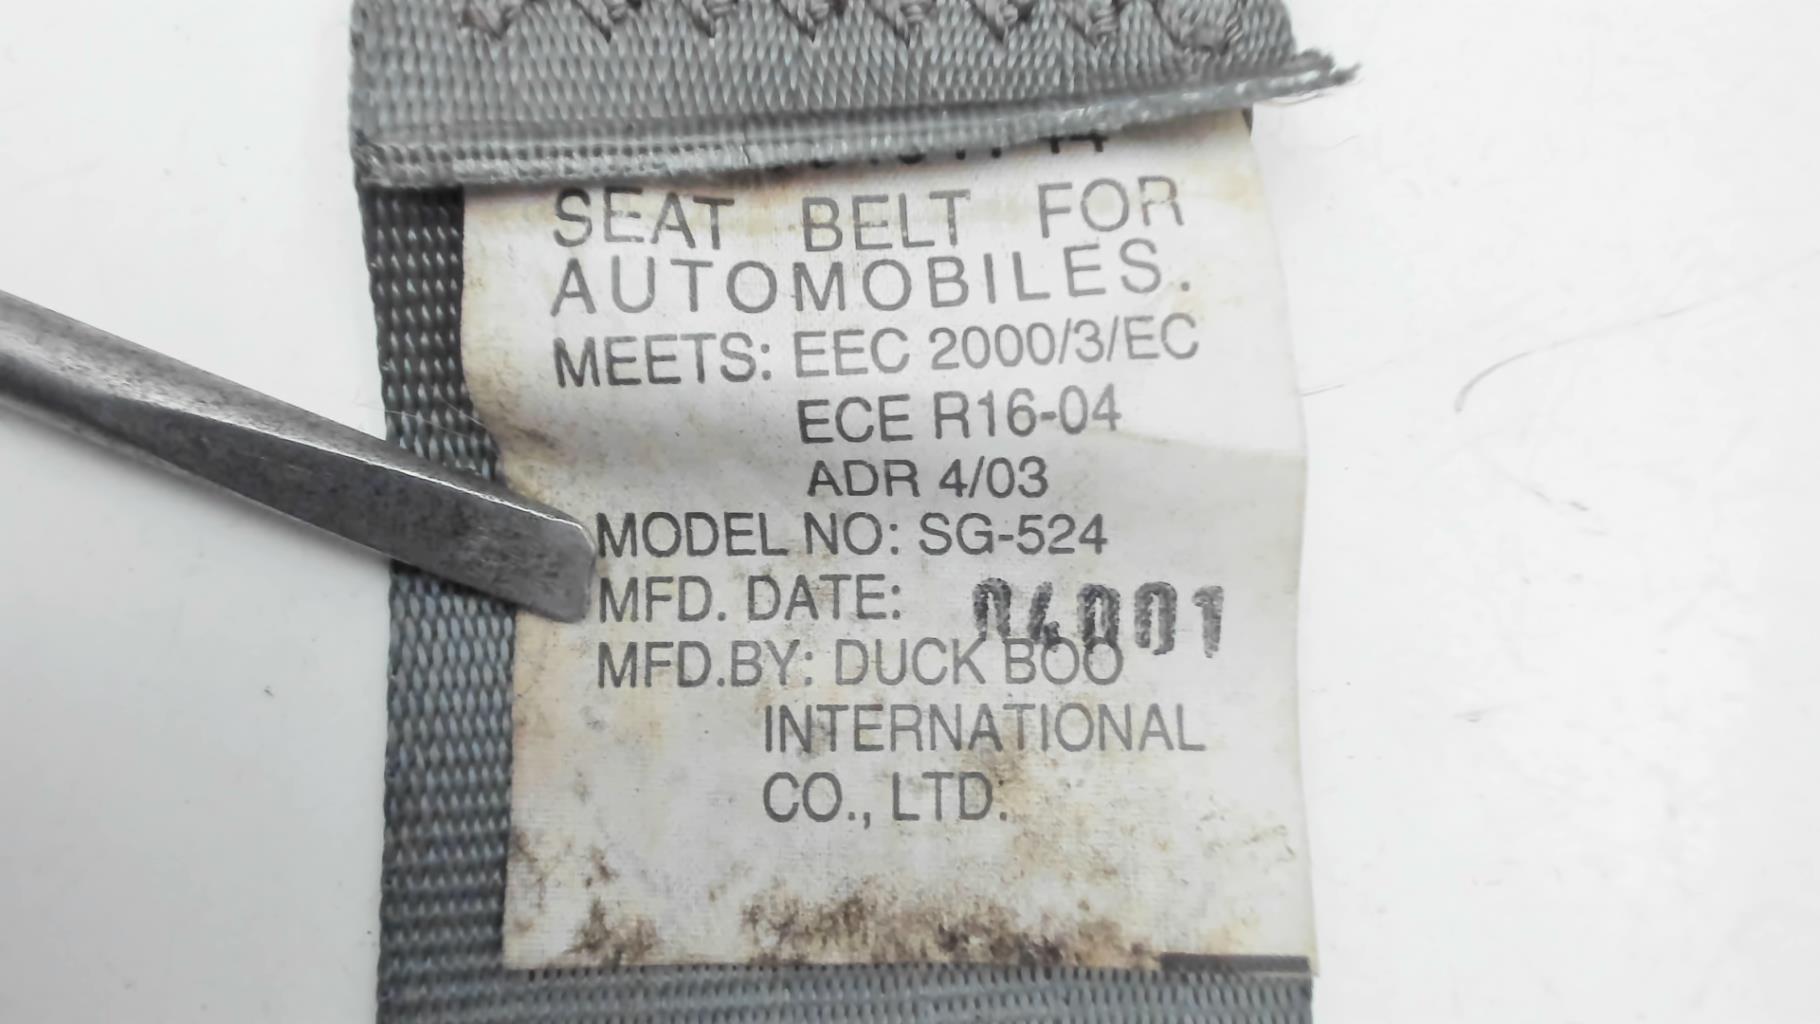 SEAT BELT FOR
AUTOMOBILES.
MEETS: EEC 2000/3/EC
ECE R16-04
ADR 4/03
MODEL NO: SG-524
MFD. DATE: 04001
MFD.BY: DUCK BOO
INTERNATIONAL
CO., LTD.